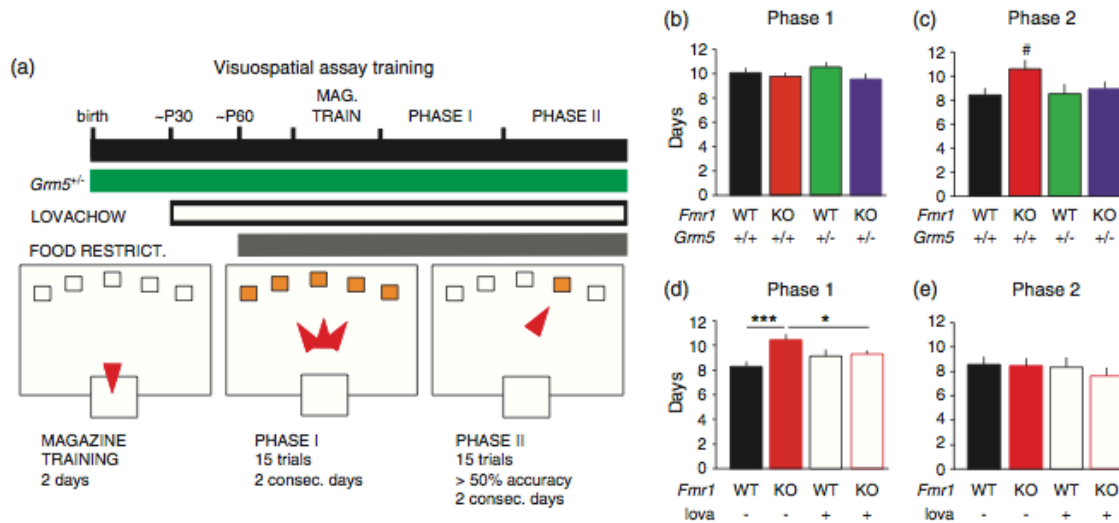 (a)
Visuospatial assay training
birth
~P30
~P60
MAG.
TRAIN
PHASE I
PHASE II
Grm5+/-
LOVACHOW
FOOD RESTRICT.
MAGAZINE
TRAINING
2 days
PHASE I
15 trials
2 consec. days
PHASE II
15 trials
> 50% accuracy
2 consec. days
(b)
Phase 1
Days
12
10
8
6
4
2
0
Fmr1 WT KO WT KO
Grm5 +/+ +/+ +/- +/-
(c)
Phase 2
#
12
10
8
6
4
2
0
WT KO WT KO
+/+ +/+ +/- +/-
(d)
Phase 1
*** *
Days
12
10
8
6
4
2
0
Fmr1 WT KO WT KO
lova - - + +
(e)
Phase 2
12
10
8
6
4
2
0
Fmr1 WT KO WT KO
lova - - + +